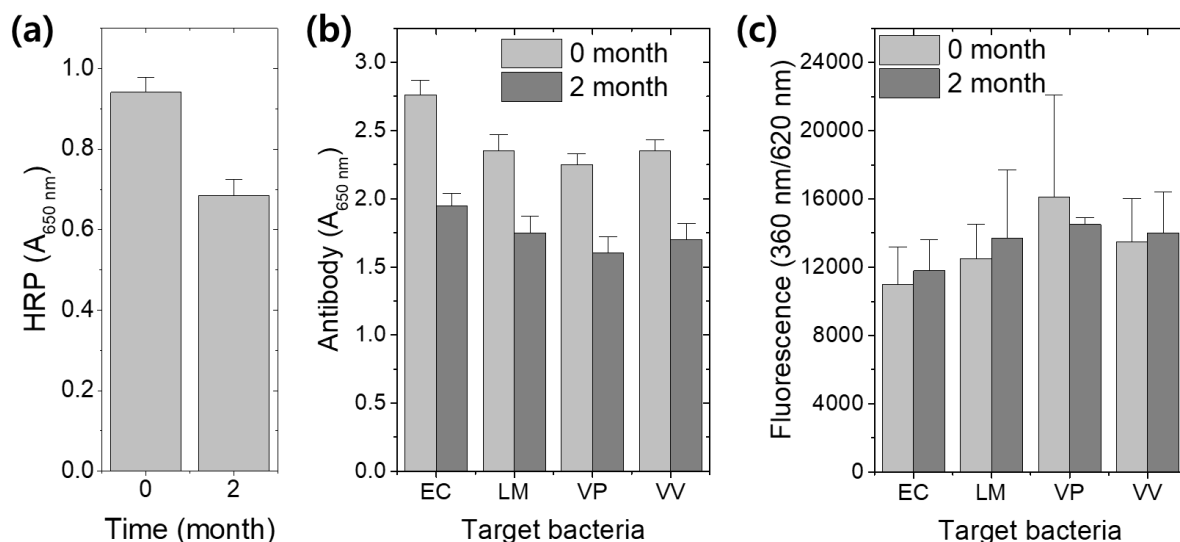 (a)
HRP (A650 nm)
1.0
0.8
0.6
0.4
0.2
0.0
0 2
Time (month)
(b)
0 month
2 month
Antibody (A650 nm)
3.0
2.5
2.0
1.5
1.0
0.5
0.0
EC LM VP VV
Target bacteria
(c)
0 month
2 month
Fluorescence (360 nm/620 nm)
24000
20000
16000
12000
8000
4000
0
EC LM VP VV
Target bacteria